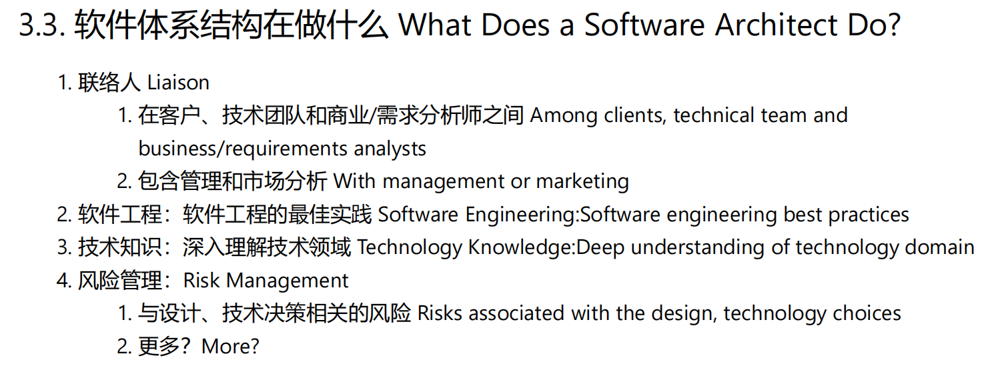 3.3. 软件体系结构在做什么 What Does a Software Architect Do?
1. 联络人 Liaison
1. 在客户、技术团队和商业/需求分析师之间 Among clients, technical team and
business/requirements analysts
2. 包含管理和市场分析 With management or marketing
2. 软件工程：软件工程的最佳实践 Software Engineering:Software engineering best practices
3. 技术知识：深入理解技术领域 Technology Knowledge:Deep understanding of technology domain
4. 风险管理：Risk Management
1. 与设计、技术决策相关的风险 Risks associated with the design, technology choices
2. 更多？More?